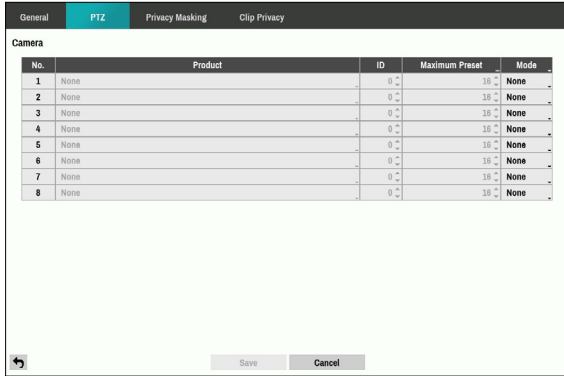 General PTZ Privacy Masking Clip Privacy
Camera
No. Product ID Maximum Preset Mode
1 None 0 16 None
2 None 0 16 None
3 None 0 16 None
4 None 0 16 None
5 None 0 16 None
6 None 0 16 None
7 None 0 16 None
8 None 0 16 None
Save Cancel